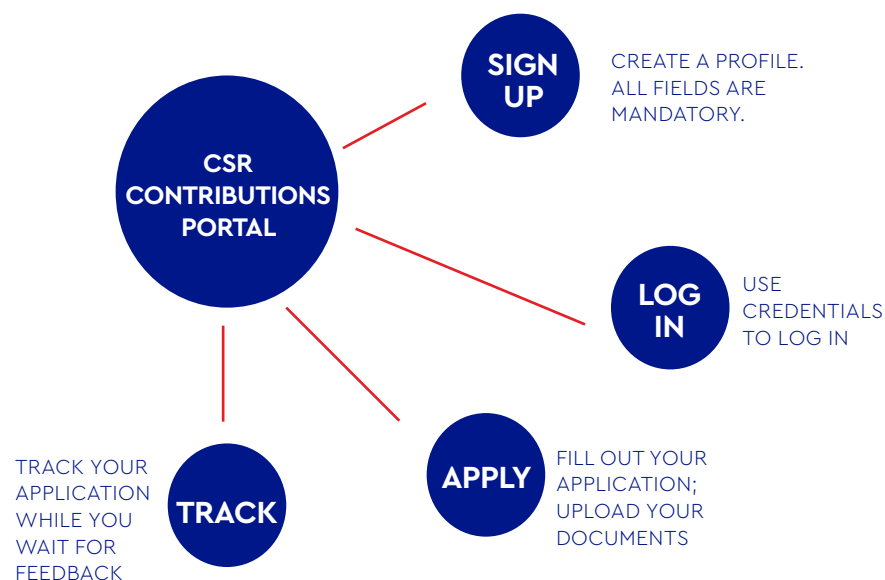 CSR
CONTRIBUTIONS
PORTAL
SIGN
UP
CREATE A PROFILE.
ALL FIELDS ARE
MANDATORY.
LOG
IN
USE
CREDENTIALS
TO LOG IN
APPLY
FILL OUT YOUR
APPLICATION;
UPLOAD YOUR
DOCUMENTS
TRACK
TRACK YOUR
APPLICATION
WHILE YOU
WAIT FOR
FEEDBACK